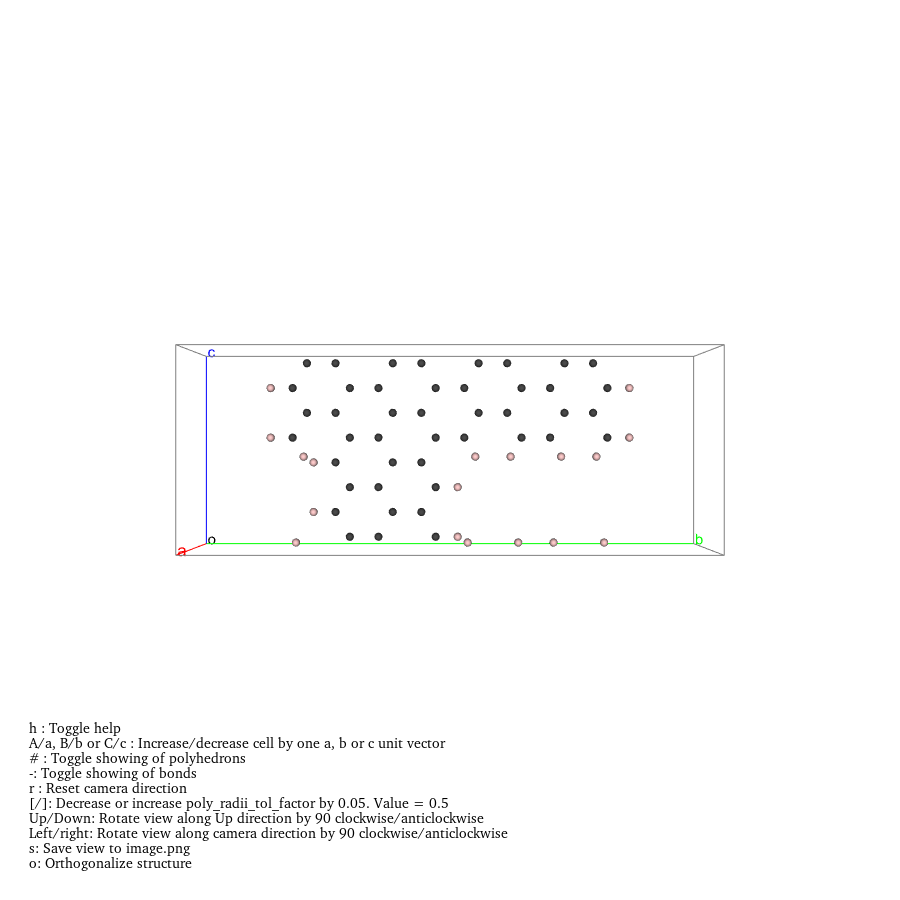 c
o
a
b
h : Toggle help
A/a, B/b or C/c : Increase/decrease cell by one a, b or c unit vector
# : Toggle showing of polyhedrons
-: Toggle showing of bonds
r : Reset camera direction
[/]: Decrease or increase poly_radii_tol_factor by 0.05. Value = 0.5
Up/Down: Rotate view along Up direction by 90 clockwise/anticlockwise
Left/right: Rotate view along camera direction by 90 clockwise/anticlockwise
s: Save view to image.png
o: Orthogonalize structure